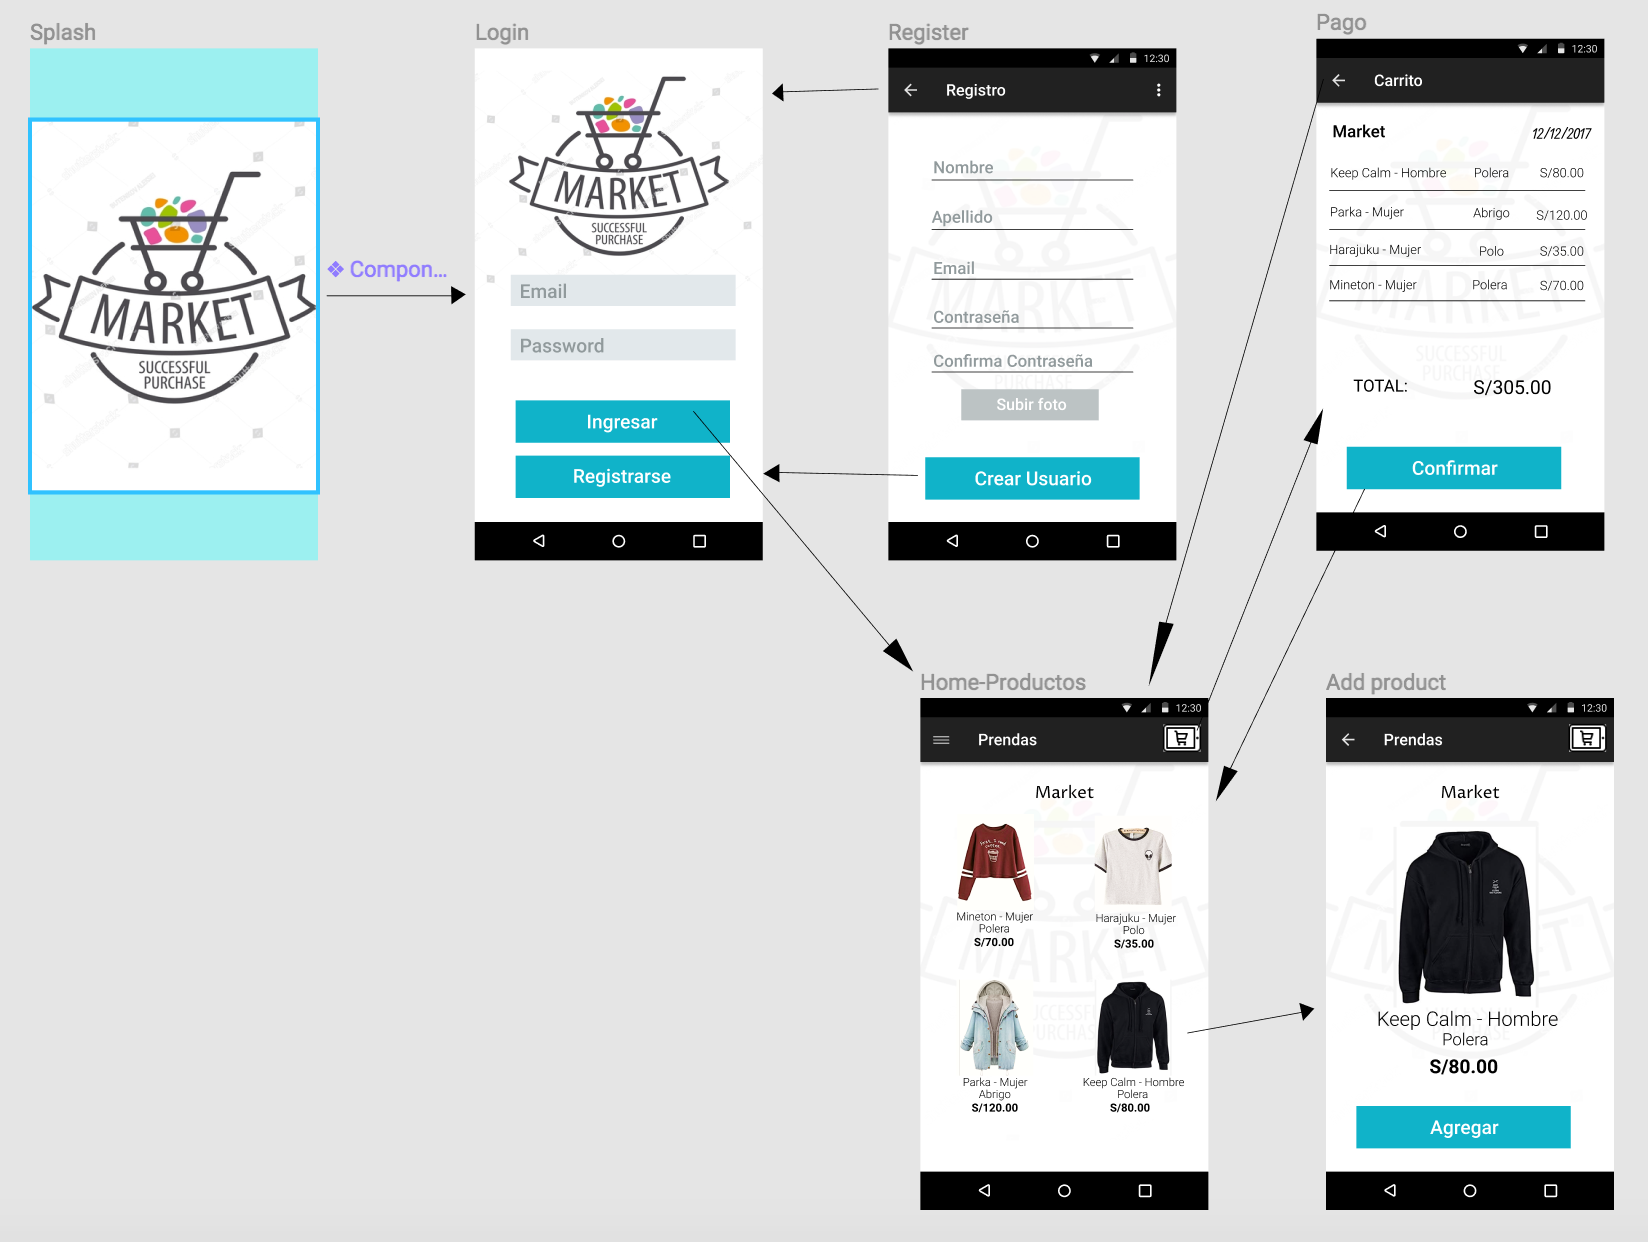 Splash
MARKET
SUCCESSFUL
PURCHASE
Compon...
Login
MARKET
SUCCESSFUL
PURCHASE
Email
Password
Ingresar
Registrarse
Register
12:30
Registro
Nombre
Apellido
Email
Contraseña
Confirma Contraseña
Subir foto
Crear Usuario
Pago
12:30
Carrito
Market 12/12/2017
Keep Calm - Hombre Polera S/80.00
Parka - Mujer Abrigo S/120.00
Harajuku - Mujer Polo S/35.00
Mineton - Mujer Polera S/70.00
SUCCESSFUL
PURCHASE
TOTAL: S/305.00
Confirmar
Home-Productos
12:30
Prendas
Market
Mineton - Mujer
Polera
S/70.00
Harajuku - Mujer
Polo
S/35.00
MARKET
Parka - Mujer
Abrigo
S/120.00
Keep Calm - Hombre
Polera
S/80.00
Add product
12:30
Prendas
Market
Keep Calm - Hombre
Polera
S/80.00
Agregar